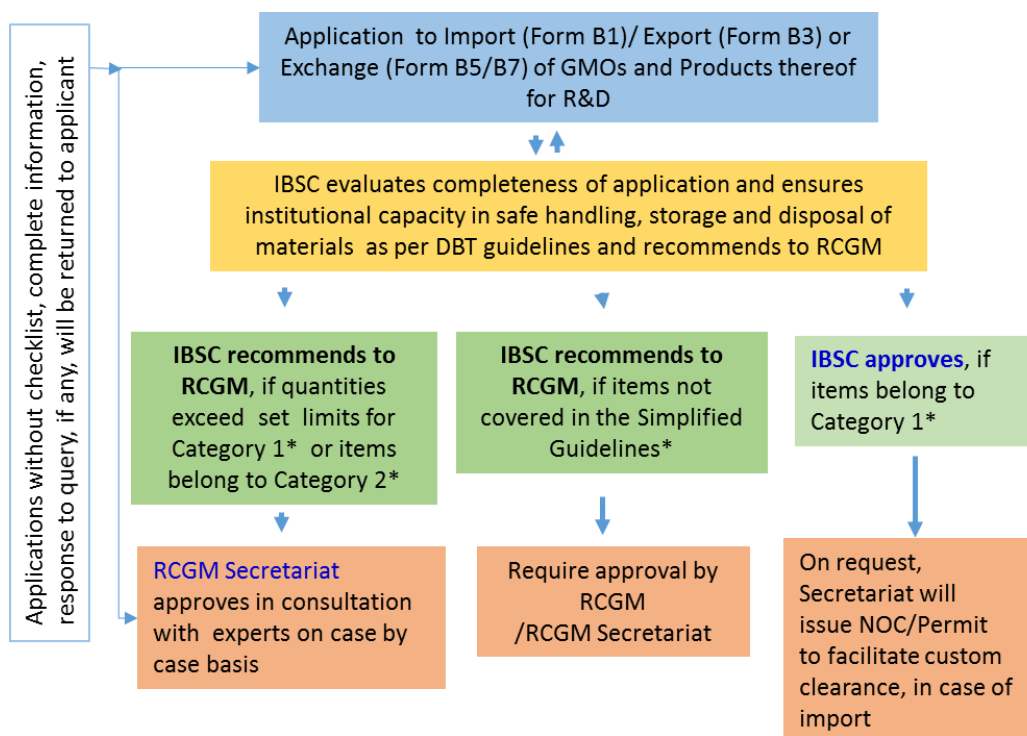 Applications without checklist, complete information,
response to query, if any, will be returned to applicant
Application to Import (Form B1)/ Export (Form B3) or
Exchange (Form B5/B7) of GMOs and Products thereof
for R&D
IBSC evaluates completeness of application and ensures
institutional capacity in safe handling, storage and disposal of
materials as per DBT guidelines and recommends to RCGM
IBSC recommends to
RCGM, if quantities
exceed set limits for
Category 1* or items
belong to Category 2*
IBSC recommends to
RCGM, if items not
covered in the Simplified
Guidelines*
IBSC approves, if
items belong to
Category 1*
RCGM Secretariat
approves in consultation
with experts on case by
case basis
Require approval by
RCGM
/RCGM Secretariat
On request,
Secretariat will
issue NOC/Permit
to facilitate custom
clearance, in case of
import